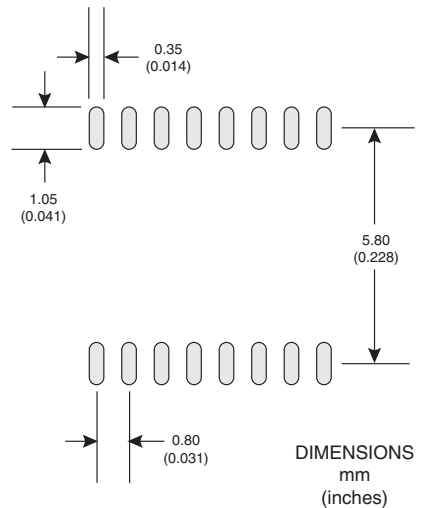 0.35
(0.014)
1.05
(0.041)
5.80
(0.228)
0.80
(0.031)
DIMENSIONS
mm
(inches)